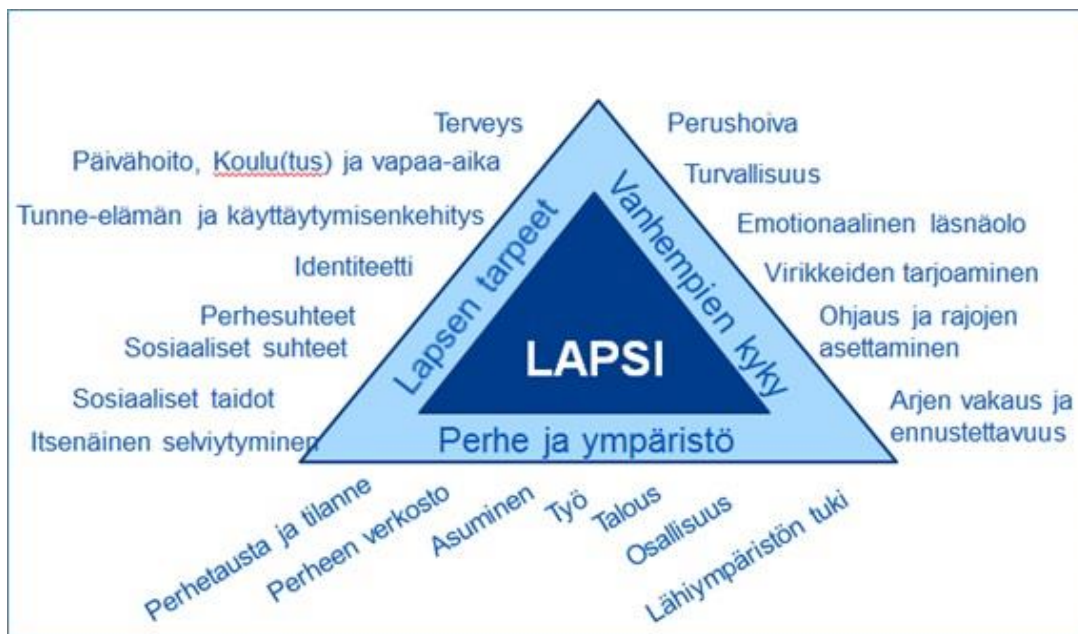 Terveys
Päivähoito, Koulu(tus) ja vapaa-aika
Tunne-elämän ja käyttäytymisenkehitys
Identiteetti
Perhesuhteet
Sosiaaliset suhteet
Sosiaaliset taidot
Itsenäinen selviytyminen
Lapsen tarpeet
LAPSI
Vanhempien kyky
Perhe ja ympäristö
Perushoiva
Turvallisuus
Emotionaalinen läsnäolo
Virikkeiden tarjoaminen
Ohjaus ja rajojen
asettaminen
Arjen vakaus ja
ennustettavuus
Perhetausta ja tilanne
Perheen verkosto
Asuminen
Työ
Talous
Osallisuus
Lähiympäristön tuki